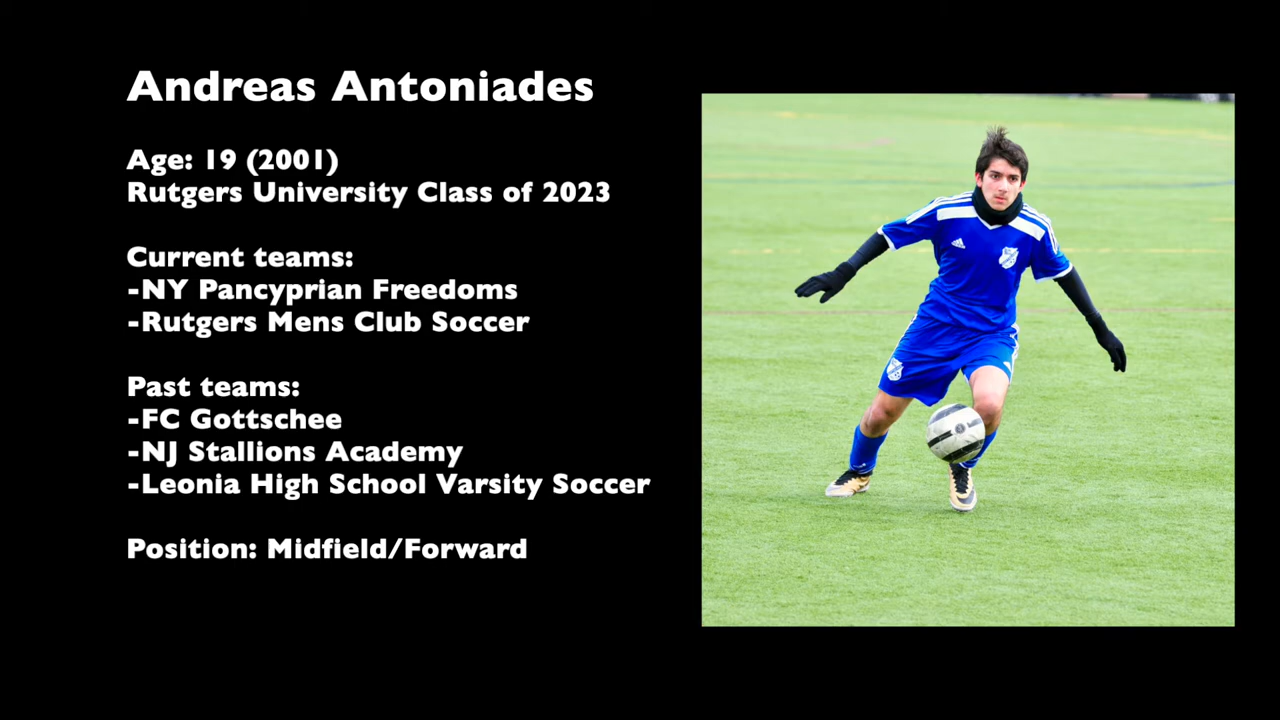 Andreas Antoniades
Age: 19 (2001)
Rutgers University Class of 2023
Current teams:
-NY Pancyprian Freedoms
-Rutgers Mens Club Soccer
Past teams:
-FC Gottschee
-NJ Stallions Academy
-Leonia High School Varsity Soccer
Position: Midfield/Forward